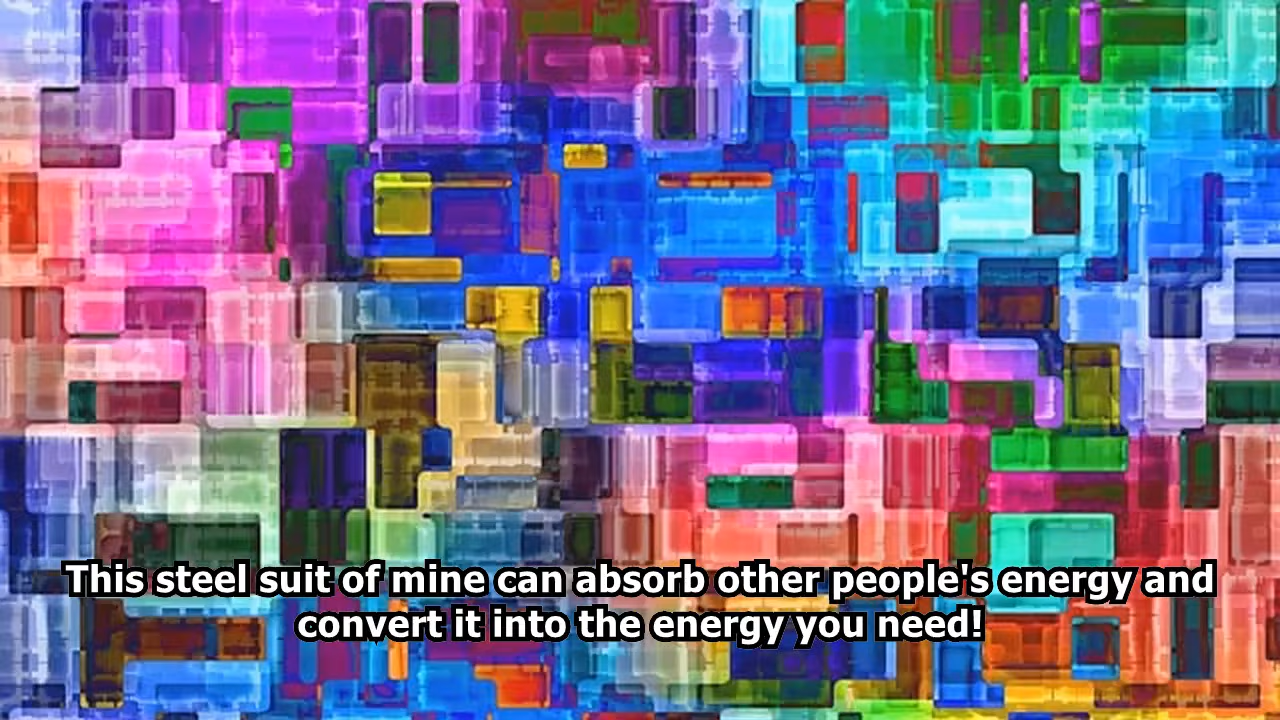 This steel suit of mine can absorb other people's energy and
convert it into the energy you need!